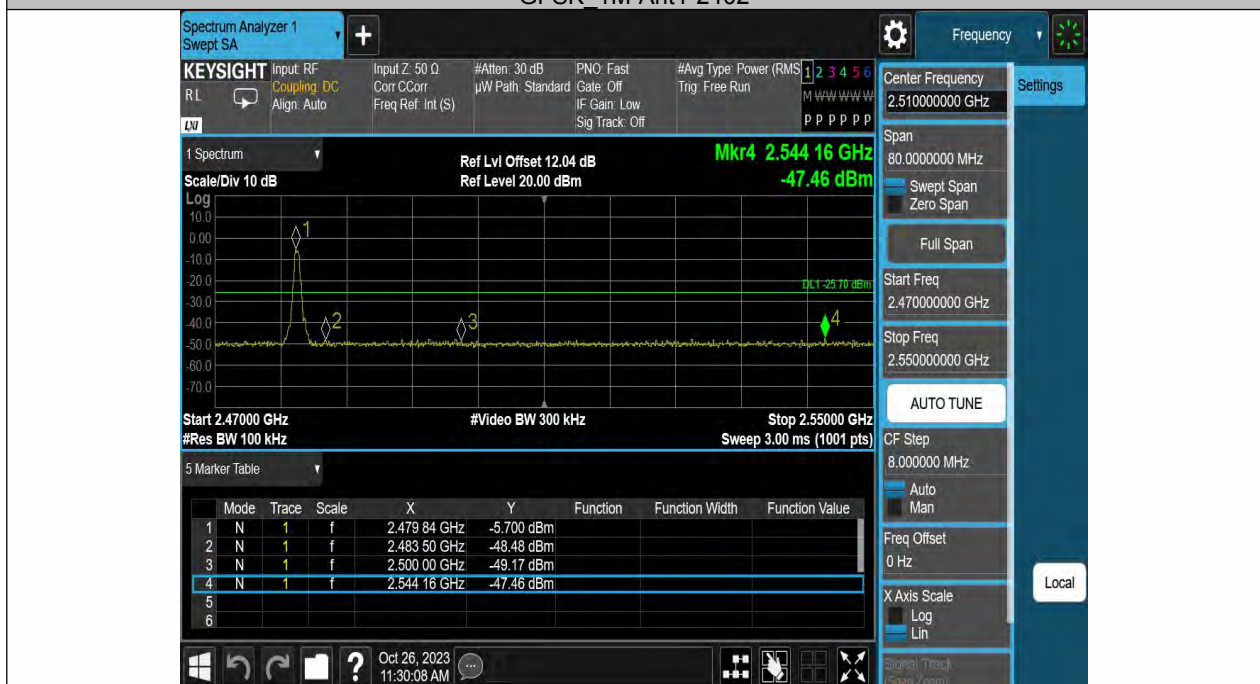 Spectrum Analyzer 1
Swept SA
+
Frequency
KEYSIGHT
RL
LXI
Input: RF
Coupling: DC
Align: Auto
Input Z: 50 Ω
Corr CCorr
Freq Ref: Int (S)
#Atten: 30 dB
µW Path: Standard
PNO: Fast
Gate: Off
IF Gain: Low
Sig Track: Off
#Avg Type: Power (RMS
Trig: Free Run
1 2 3 4 5 6
M W W W W W
P P P P P P
1 Spectrum
Scale/Div 10 dB
Ref Lvl Offset 12.04 dB
Ref Level 20.00 dBm
Mkr4 2.544 16 GHz
-47.46 dBm
Log
10.0
0.00
-10.0
-20.0
-30.0
-40.0
-50.0
-60.0
-70.0
1
2
3
4
DL1 -25.70 dBm
Start 2.47000 GHz
#Res BW 100 kHz
#Video BW 300 kHz
Stop 2.55000 GHz
Sweep 3.00 ms (1001 pts)
5 Marker Table
Mode Trace Scale X Y Function Function Width Function Value
1 N 1 f 2.479 84 GHz -5.700 dBm
2 N 1 f 2.483 50 GHz -48.48 dBm
3 N 1 f 2.500 00 GHz -49.17 dBm
4 N 1 f 2.544 16 GHz -47.46 dBm
5
6
?
Oct 26, 2023
11:30:08 AM
Center Frequency
2.510000000 GHz
Settings
Span
80.0000000 MHz
Swept Span
Zero Span
Full Span
Start Freq
2.470000000 GHz
Stop Freq
2.550000000 GHz
AUTO TUNE
CF Step
8.000000 MHz
Auto
Man
Freq Offset
0 Hz
X Axis Scale
Log
Lin
Local
Signal Track
(Span Zoom)